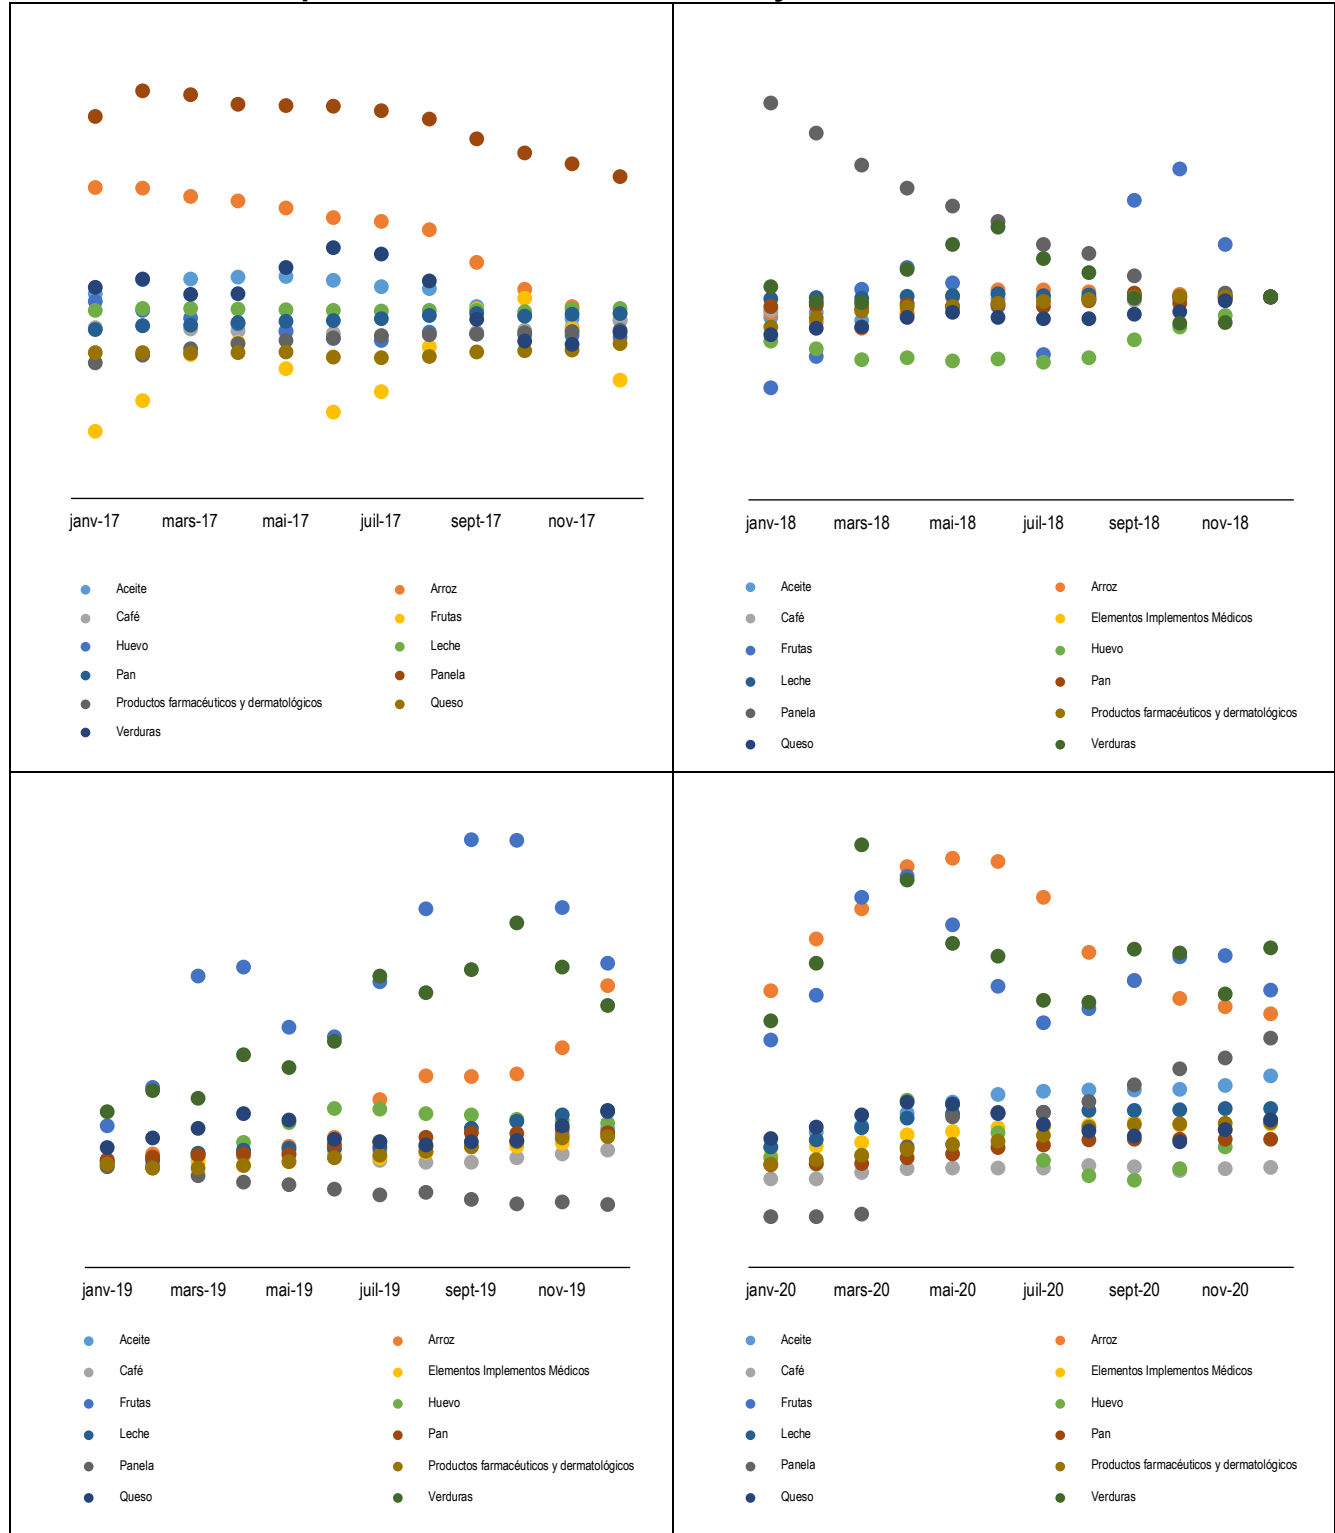 janv-17 mars-17 mai-17 juil-17 sept-17 nov-17
Aceite Arroz
Café Frutas
Huevo Leche
Pan Panela
Productos farmacéuticos y dermatológicos Queso
Verduras
janv-18 mars-18 mai-18 juil-18 sept-18 nov-18
Aceite Arroz
Café Elementos Implementos Médicos
Frutas Huevo
Leche Pan
Panela Productos farmacéuticos y dermatológicos
Queso Verduras
janv-19 mars-19 mai-19 juil-19 sept-19 nov-19
Aceite Arroz
Café Elementos Implementos Médicos
Frutas Huevo
Leche Pan
Panela Productos farmacéuticos y dermatológicos
Queso Verduras
janv-20 mars-20 mai-20 juil-20 sept-20 nov-20
Aceite Arroz
Café Elementos Implementos Médicos
Frutas Huevo
Leche Pan
Panela Productos farmacéuticos y dermatológicos
Queso Verduras